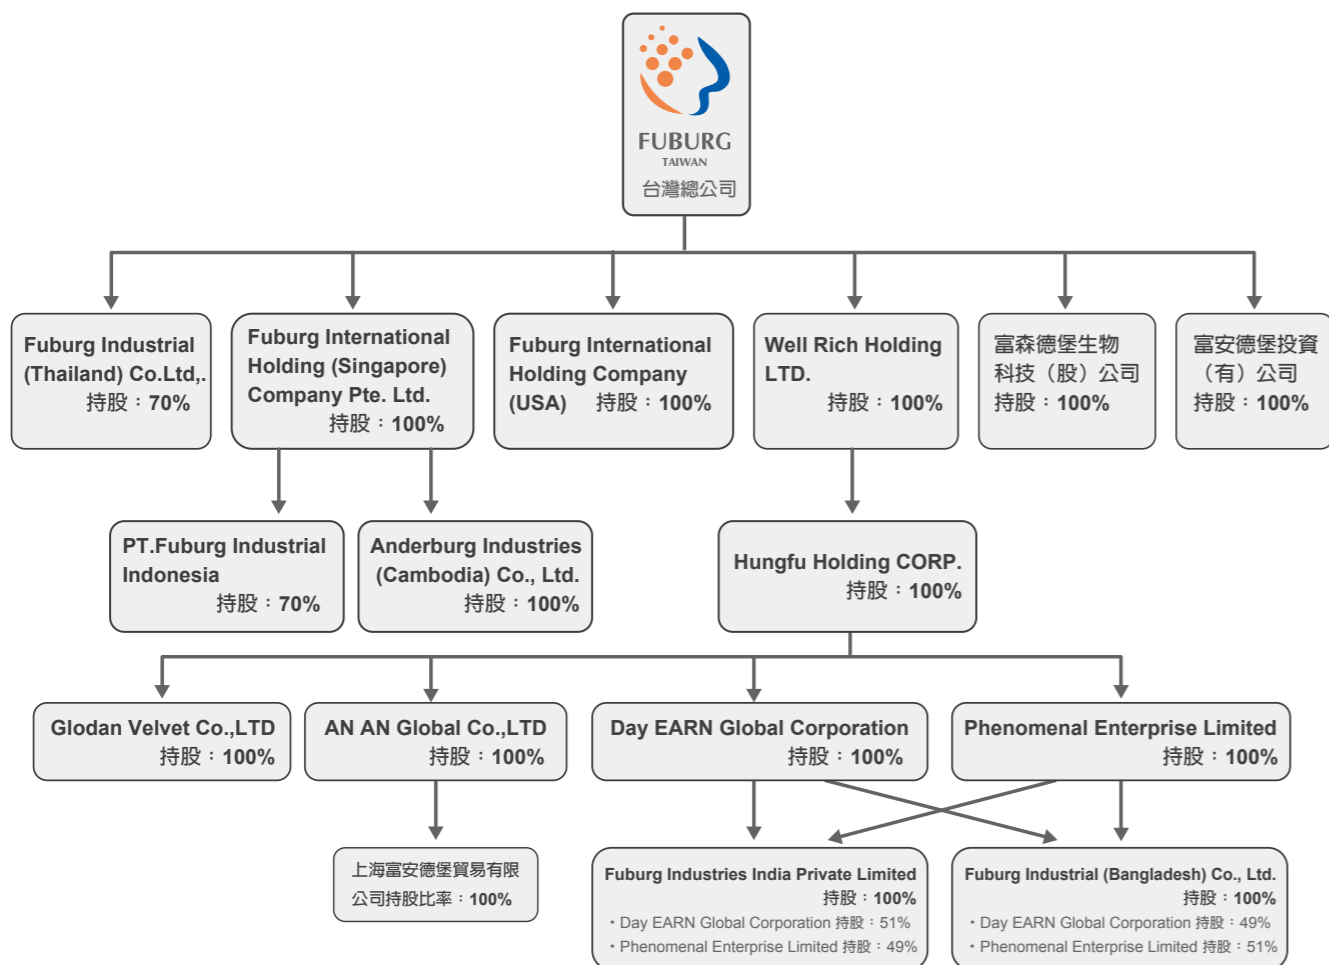 FUBURG
TAIWAN
台灣總公司
Fuburg Industrial
(Thailand) Co.Ltd,.
持股：70%
Fuburg International
Holding (Singapore)
Company Pte. Ltd.
持股：100%
Fuburg International
Holding Company
(USA) 持股：100%
Well Rich Holding
LTD.
持股：100%
富森德堡生物
科技（股）公司
持股：100%
富安德堡投資
（有）公司
持股：100%
PT.Fuburg Industrial
Indonesia
持股：70%
Anderburg Industries
(Cambodia) Co., Ltd.
持股：100%
Hungfu Holding CORP.
持股：100%
Glodan Velvet Co.,LTD
持股：100%
AN AN Global Co.,LTD
持股：100%
Day EARN Global Corporation
持股：100%
Phenomenal Enterprise Limited
持股：100%
上海富安德堡貿易有限
公司持股比率：100%
Fuburg Industries India Private Limited
持股：100%
・Day EARN Global Corporation 持股：51%
・Phenomenal Enterprise Limited 持股：49%
Fuburg Industrial (Bangladesh) Co., Ltd.
持股：100%
・Day EARN Global Corporation 持股：49%
・Phenomenal Enterprise Limited 持股：51%